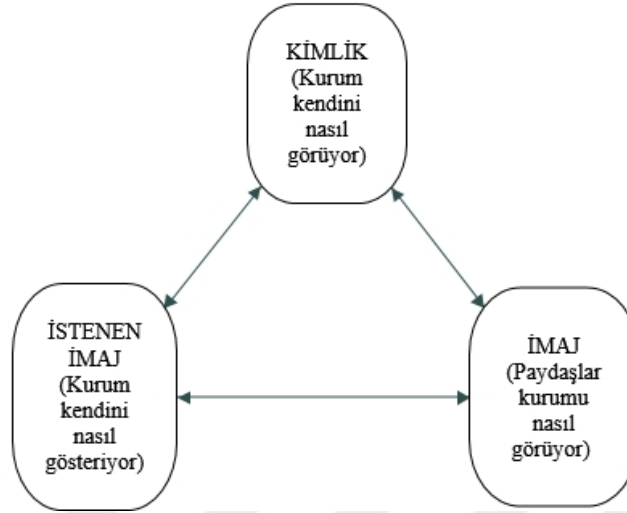 KİMLİK
(Kurum
kendini
nasıl
görüyor)
İSTENEN
İMAJ
(Kurum
kendini
nasıl
gösteriyor)
İMAJ
(Paydaşlar
kurumu
nasıl
görüyor)